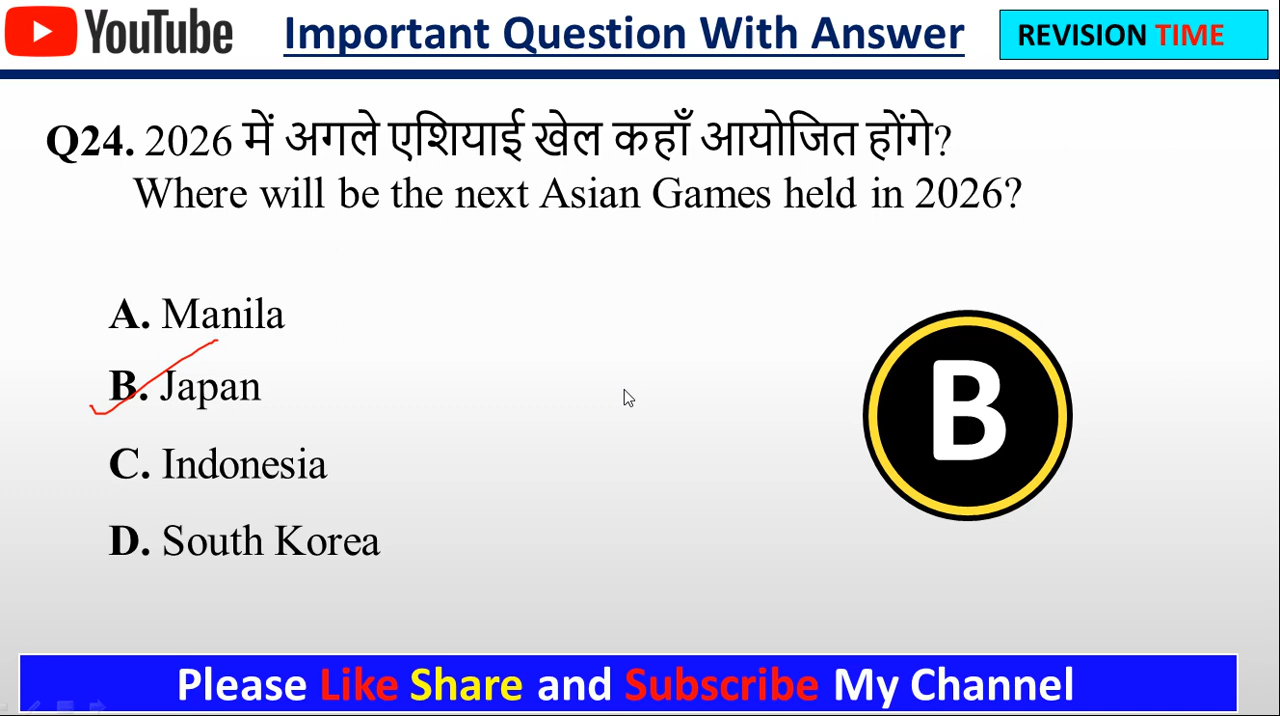 YouTube Important Question With Answer REVISION TIME
Q24. 2026 में अगले एशियाई खेल कहाँ आयोजित होंगे?
Where will be the next Asian Games held in 2026?
A. Manila
B. Japan
C. Indonesia
D. South Korea
B
Please Like Share and Subscribe My Channel